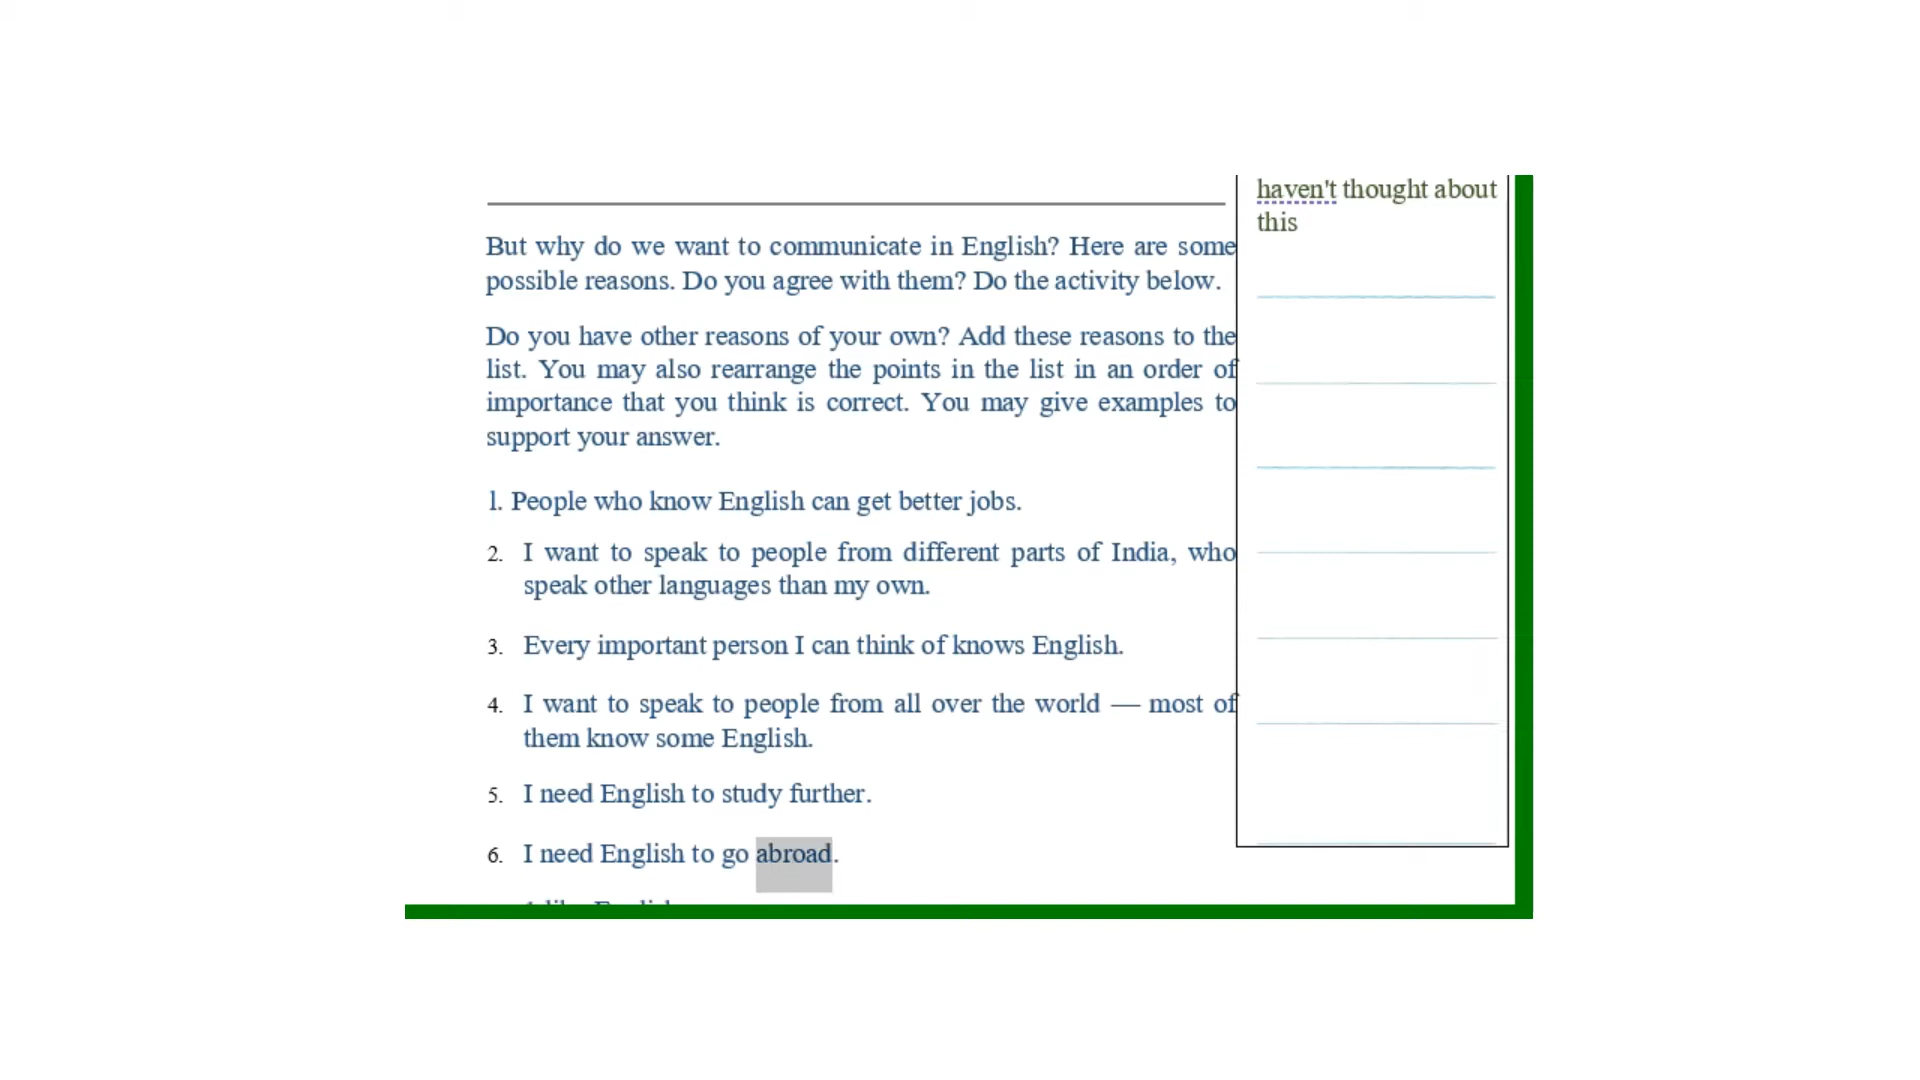 haven't thought about
this
But why do we want to communicate in English? Here are some
possible reasons. Do you agree with them? Do the activity below.
Do you have other reasons of your own? Add these reasons to the
list. You may also rearrange the points in the list in an order of
importance that you think is correct. You may give examples to
support your answer.
l. People who know English can get better jobs.
2. I want to speak to people from different parts of India, who
speak other languages than my own.
3. Every important person I can think of knows English.
4. I want to speak to people from all over the world — most of
them know some English.
5. I need English to study further.
6. I need English to go abroad.